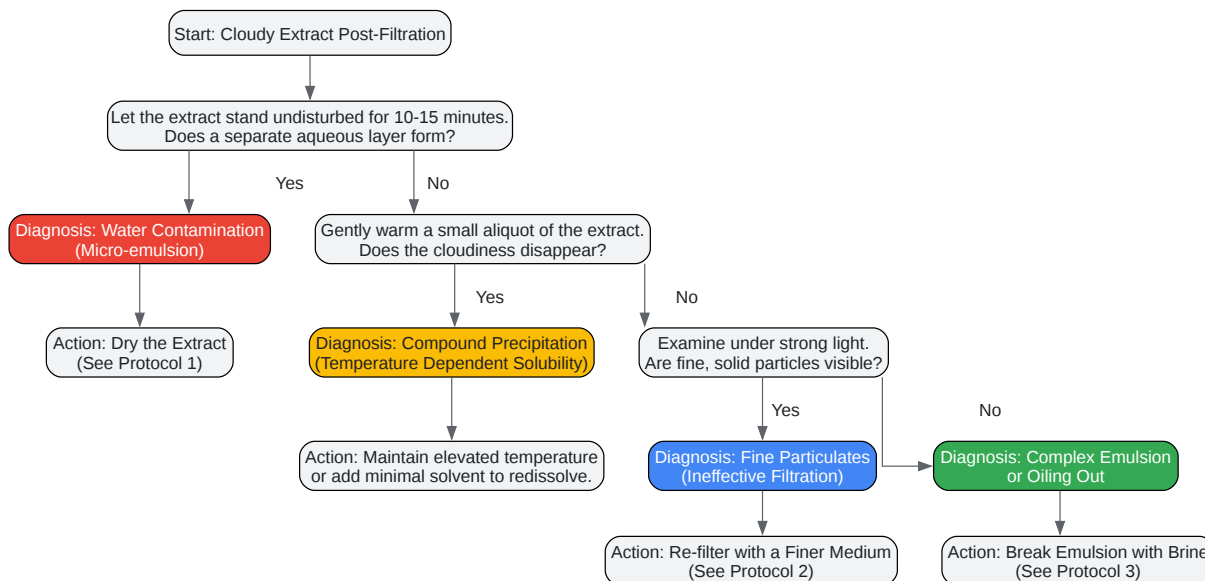 Start: Cloudy Extract Post-Filtration
Let the extract stand undisturbed for 10-15 minutes.
Does a separate aqueous layer form?
Yes
No
Diagnosis: Water Contamination
(Micro-emulsion)
Gently warm a small aliquot of the extract.
Does the cloudiness disappear?
Yes
No
Action: Dry the Extract
(See Protocol 1)
Diagnosis: Compound Precipitation
(Temperature Dependent Solubility)
Examine under strong light.
Are fine, solid particles visible?
Yes
No
Action: Maintain elevated temperature
or add minimal solvent to redissolve.
Diagnosis: Fine Particulates
(Ineffective Filtration)
Diagnosis: Complex Emulsion
or Oiling Out
Action: Re-filter with a Finer Medium
(See Protocol 2)
Action: Break Emulsion with Brine
(See Protocol 3)